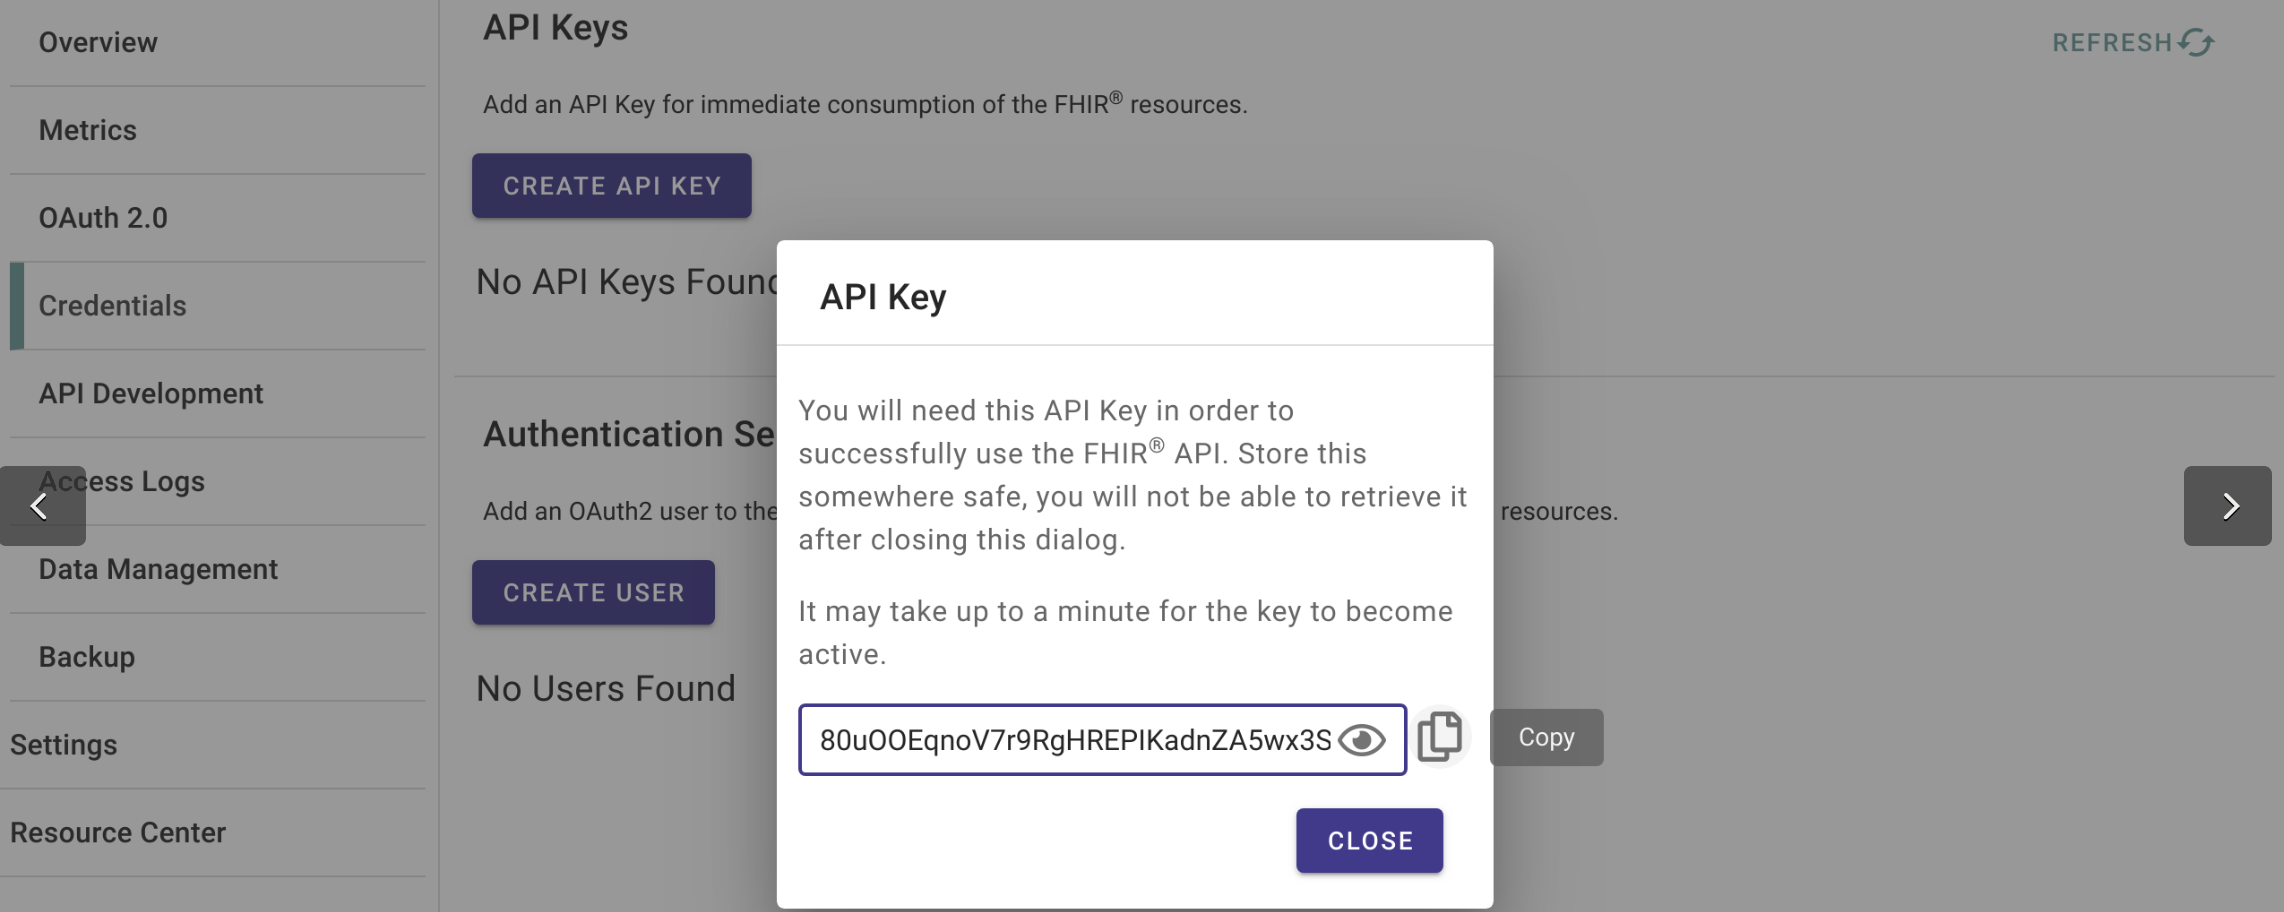 Overview
Metrics
OAuth 2.0
Credentials
API Development
Access Logs
Data Management
Backup
Settings
Resource Center
API Keys
REFRESH
Add an API Key for immediate consumption of the FHIR® resources.
CREATE API KEY
No API Keys Found
Authentication Se
Add an OAuth2 user to the
resources.
CREATE USER
No Users Found
API Key
You will need this API Key in order to
successfully use the FHIR® API. Store this
somewhere safe, you will not be able to retrieve it
after closing this dialog.
It may take up to a minute for the key to become
active.
80uOOEqnoV7r9RgHREPIKadnZA5wx3S
Copy
CLOSE